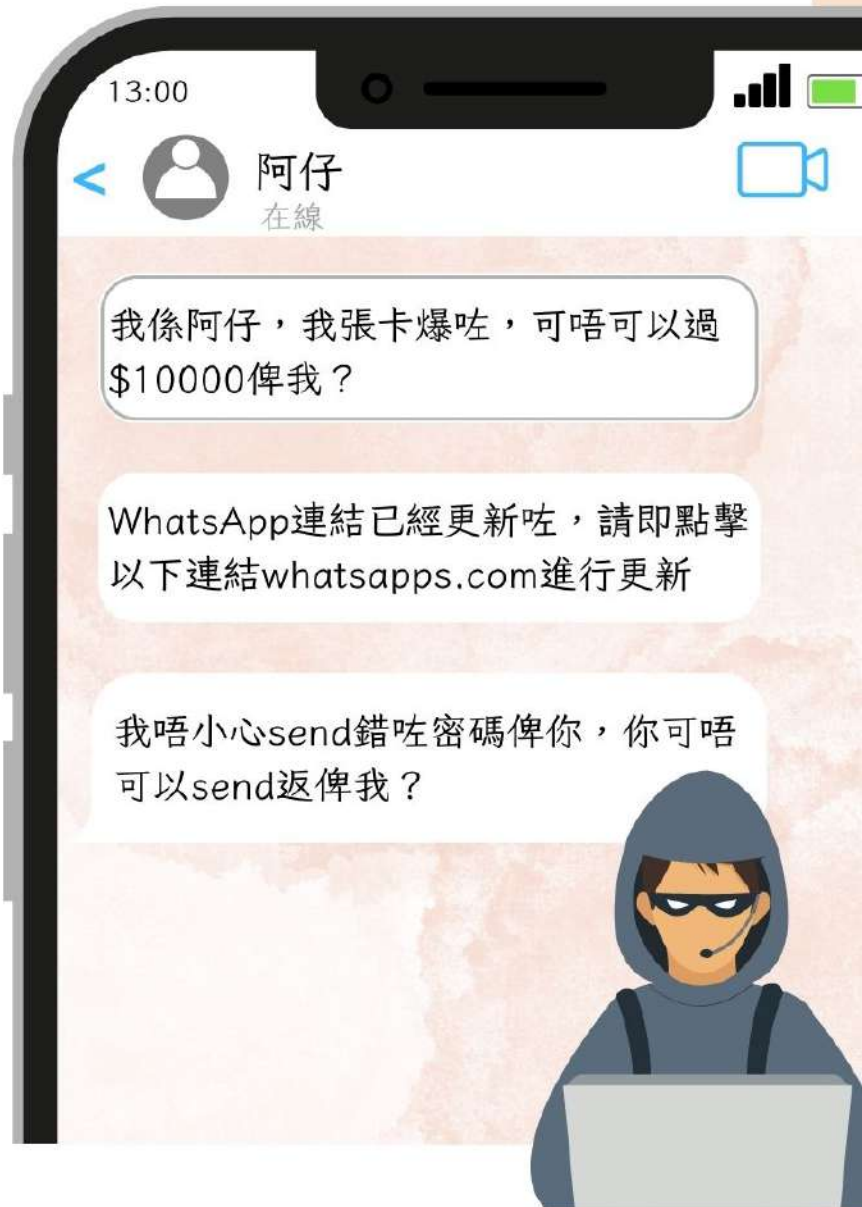 13:00
<
阿仔
在線
我係阿仔，我張卡爆咗，可唔可以過
$10000俾我？
WhatsApp連結已經更新咗，請即點擊
以下連結whatsapps.com進行更新
我唔小心send錯咗密碼俾你，你可唔
可以send返俾我？